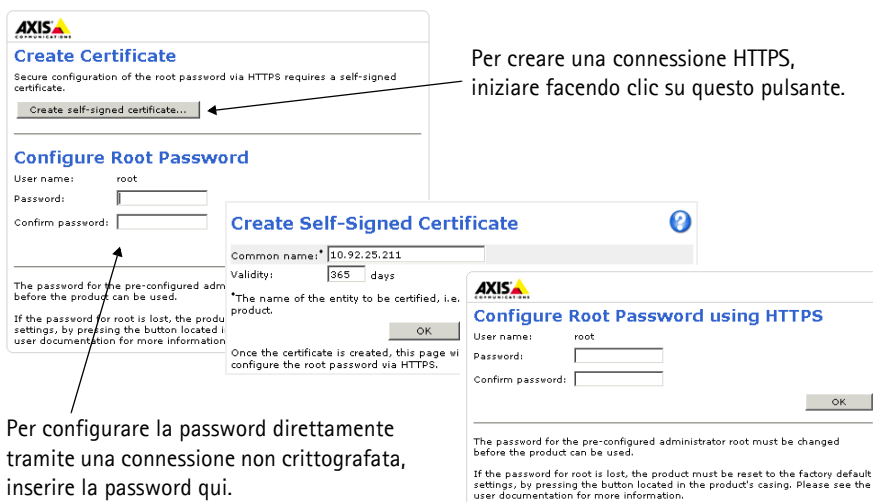 AXIS
COMMUNICATIONS
Create Certificate
Secure configuration of the root password via HTTPS requires a self-signed
certificate.
Create self-signed certificate...
Per creare una connessione HTTPS,
iniziare facendo clic su questo pulsante.
Configure Root Password
User name: root
Password:
Confirm password:
The password for the pre-configured adm
before the product can be used.
If the password for root is lost, the produ
settings, by pressing the button located i
user documentation for more information
Create Self-Signed Certificate
?
Common name:* 10.92.25.211
Validity: 365 days
*The name of the entity to be certified, i.e.
product.
OK
Once the certificate is created, this page wi
configure the root password via HTTPS.
AXIS
COMMUNICATIONS
Configure Root Password using HTTPS
User name: root
Password:
Confirm password:
OK
The password for the pre-configured administrator root must be changed
before the product can be used.
If the password for root is lost, the product must be reset to the factory default
settings, by pressing the button located in the product's casing. Please see the
user documentation for more information.
Per configurare la password direttamente
tramite una connessione non crittografata,
inserire la password qui.